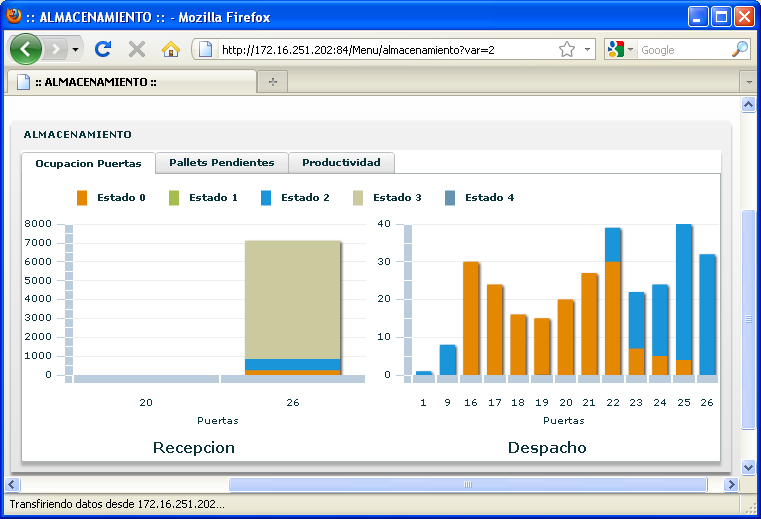 :: ALMACENAMIENTO :: - Mozilla Firefox
http://172.16.251.202:84/Menu/almacenamiento?var=2
Google
:: ALMACENAMIENTO ::
ALMACENAMIENTO
Ocupacion Puertas
Pallets Pendientes
Productividad
Estado 0
Estado 1
Estado 2
Estado 3
Estado 4
8000
7000
6000
5000
4000
3000
2000
1000
0
20
26
Puertas
Recepcion
40
30
20
10
0
1 9 16 17 18 19 20 21 22 23 24 25 26
Puertas
Despacho
Transfiriendo datos desde 172.16.251.202...